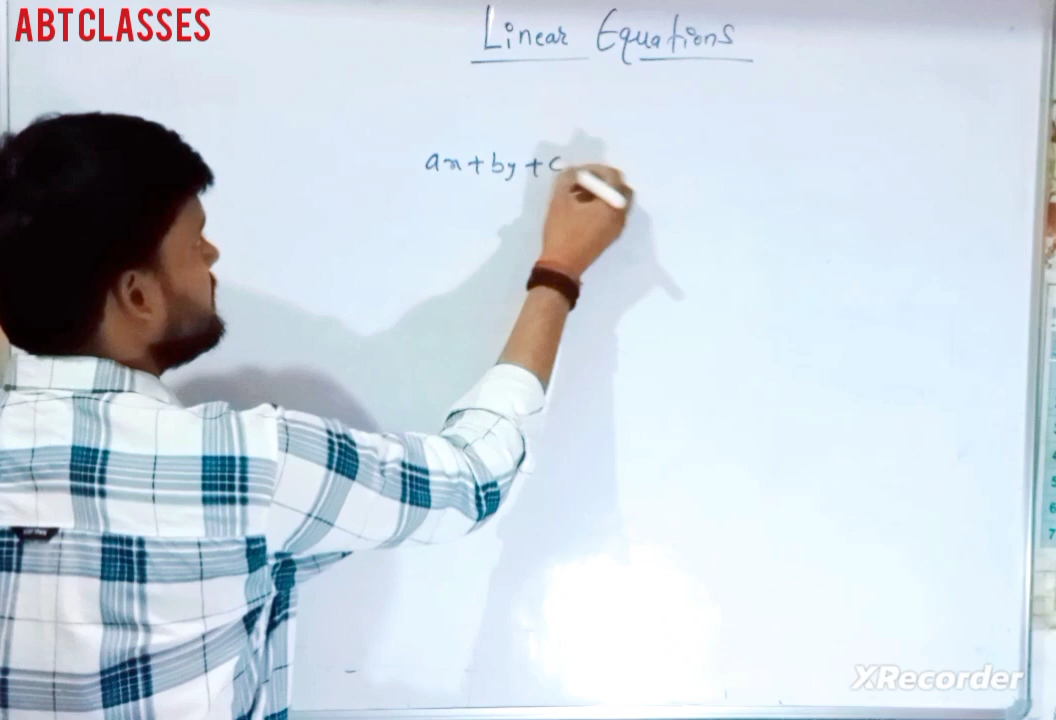 ABTCLASSES
Linear Equations
ax+by+c
XRecorder